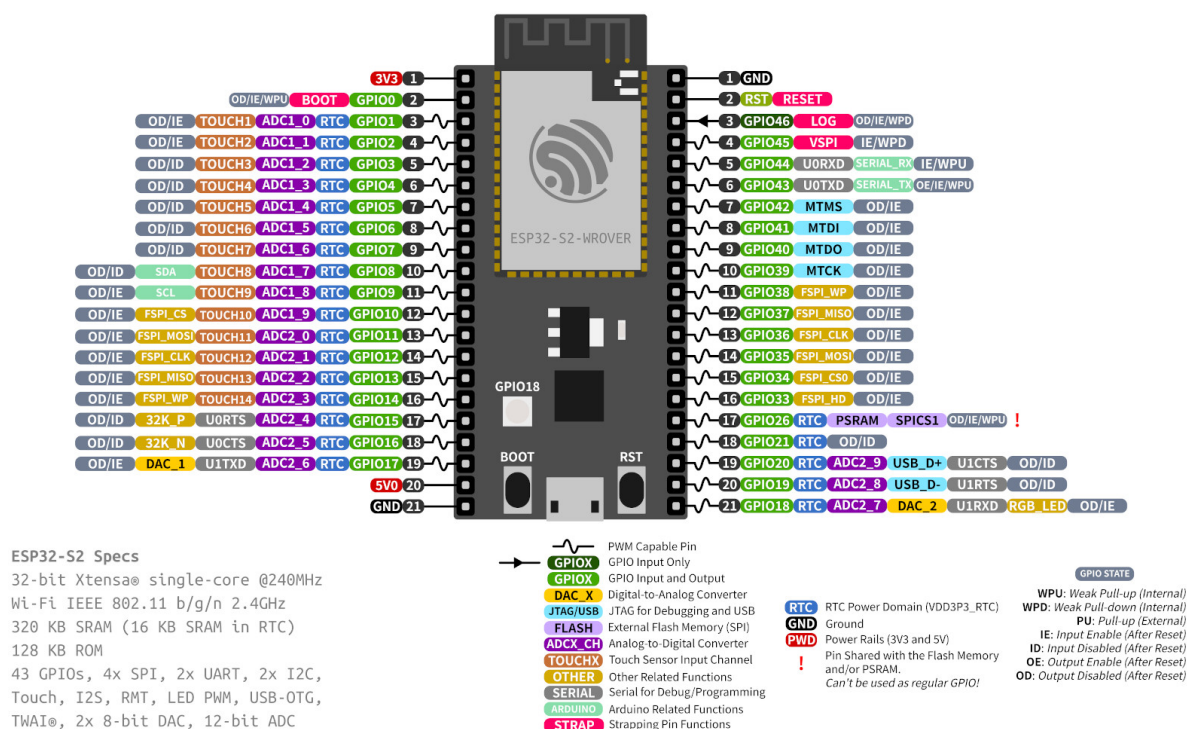 3V3 1
OD/IE/WPU BOOT GPIO0 2
OD/IE TOUCH1 ADC1_0 RTC GPIO1 3
OD/IE TOUCH2 ADC1_1 RTC GPIO2 4
OD/ID TOUCH3 ADC1_2 RTC GPIO3 5
OD/ID TOUCH4 ADC1_3 RTC GPIO4 6
OD/ID TOUCH5 ADC1_4 RTC GPIO5 7
OD/ID TOUCH6 ADC1_5 RTC GPIO6 8
OD/ID TOUCH7 ADC1_6 RTC GPIO7 9
OD/ID SDA TOUCH8 ADC1_7 RTC GPIO8 10
OD/IE SCL TOUCH9 ADC1_8 RTC GPIO9 11
OD/IE FSPI_CS TOUCH10 ADC1_9 RTC GPIO10 12
OD/IE FSPI_MOSI TOUCH11 ADC2_0 RTC GPIO11 13
OD/IE FSPI_CLK TOUCH12 ADC2_1 RTC GPIO12 14
OD/IE FSPI_MISO TOUCH13 ADC2_2 RTC GPIO13 15
OD/IE FSPI_WP TOUCH14 ADC2_3 RTC GPIO14 16
OD/ID 32K_P U0RTS ADC2_4 RTC GPIO15 17
OD/ID 32K_N U0CTS ADC2_5 RTC GPIO16 18
OD/IE DAC_1 U1TXD ADC2_6 RTC GPIO17 19
5V0 20
GND 21
ESP32-S2-WROVER
GPIO18
BOOT
RST
1 GND
2 RST RESET
3 GPIO46 LOG OD/IE/WPD
4 GPIO45 VSPI IE/WPD
5 GPIO44 U0RXD SERIAL_RX IE/WPU
6 GPIO43 U0TXD SERIAL_TX OE/IE/WPU
7 GPIO42 MTMS OD/IE
8 GPIO41 MTDI OD/IE
9 GPIO40 MTDO OD/IE
10 GPIO39 MTCK OD/IE
11 GPIO38 FSPI_WP OD/IE
12 GPIO37 FSPI_MISO OD/IE
13 GPIO36 FSPI_CLK OD/IE
14 GPIO35 FSPI_MOSI OD/IE
15 GPIO34 FSPI_CS0 OD/IE
16 GPIO33 FSPI_HD OD/IE
17 GPIO26 RTC PSRAM SPICS1 OD/IE/WPU !
18 GPIO21 RTC OD/ID
19 GPIO20 RTC ADC2_9 USB_D+ U1CTS OD/ID
20 GPIO19 RTC ADC2_8 USB_D- U1RTS OD/ID
21 GPIO18 RTC ADC2_7 DAC_2 U1RXD RGB_LED OD/IE
ESP32-S2 Specs
32-bit Xtensa® single-core @240MHz
Wi-Fi IEEE 802.11 b/g/n 2.4GHz
320 KB SRAM (16 KB SRAM in RTC)
128 KB ROM
43 GPIOs, 4x SPI, 2x UART, 2x I2C,
Touch, I2S, RMT, LED PWM, USB-OTG,
TWAI®, 2x 8-bit DAC, 12-bit ADC
PWM Capable Pin
GPIOX GPIO Input Only
GPIOX GPIO Input and Output
DAC_X Digital-to-Analog Converter
JTAG/USB JTAG for Debugging and USB
FLASH External Flash Memory (SPI)
ADCX_CH Analog-to-Digital Converter
TOUCHX Touch Sensor Input Channel
OTHER Other Related Functions
SERIAL Serial for Debug/Programming
ARDUINO Arduino Related Functions
STRAP Strapping Pin Functions
RTC RTC Power Domain (VDD3P3_RTC)
GND Ground
PWD Power Rails (3V3 and 5V)
! Pin Shared with the Flash Memory
and/or PSRAM.
Can't be used as regular GPIO!
GPIO STATE
WPU: Weak Pull-up (Internal)
WPD: Weak Pull-down (Internal)
PU: Pull-up (External)
IE: Input Enable (After Reset)
ID: Input Disabled (After Reset)
OE: Output Enable (After Reset)
OD: Output Disabled (After Reset)